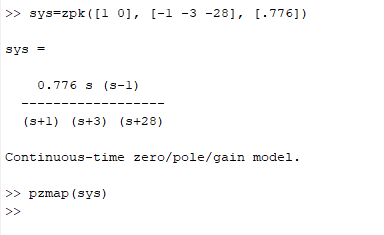 >> sys=zpk([1 0], [-1 -3 -28], [.776])
sys =
0.776 s (s-1)
------------------
(s+1) (s+3) (s+28)
Continuous-time zero/pole/gain model.
>> pzmap(sys)
>>